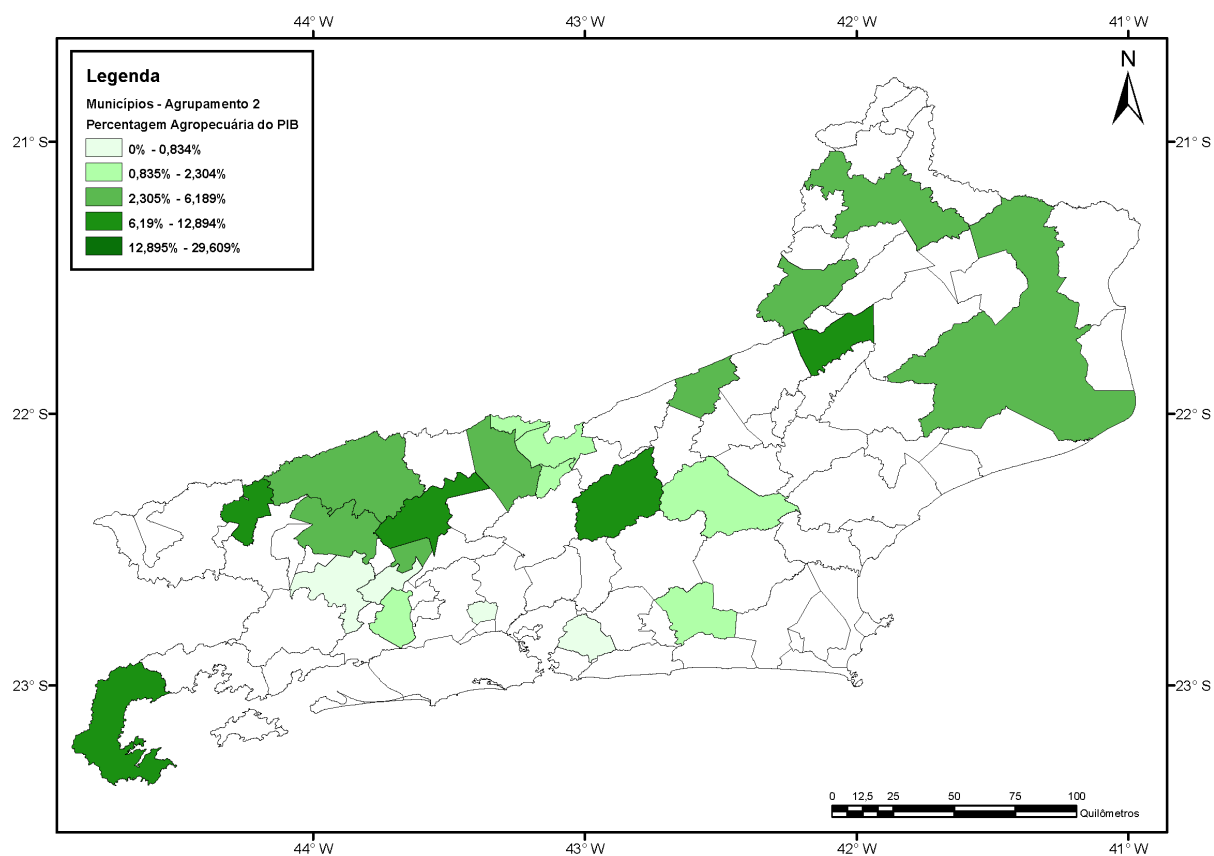 44° W 43° W 42° W 41° W
N
Legenda
Municípios - Agrupamento 2
Percentagem Agropecuária do PIB
0% - 0,834%
0,835% - 2,304%
2,305% - 6,189%
6,19% - 12,894%
12,895% - 29,609%
21° S 21° S
22° S 22° S
23° S 23° S
0 12,5 25 50 75 100
Quilômetros
44° W 43° W 42° W 41° W